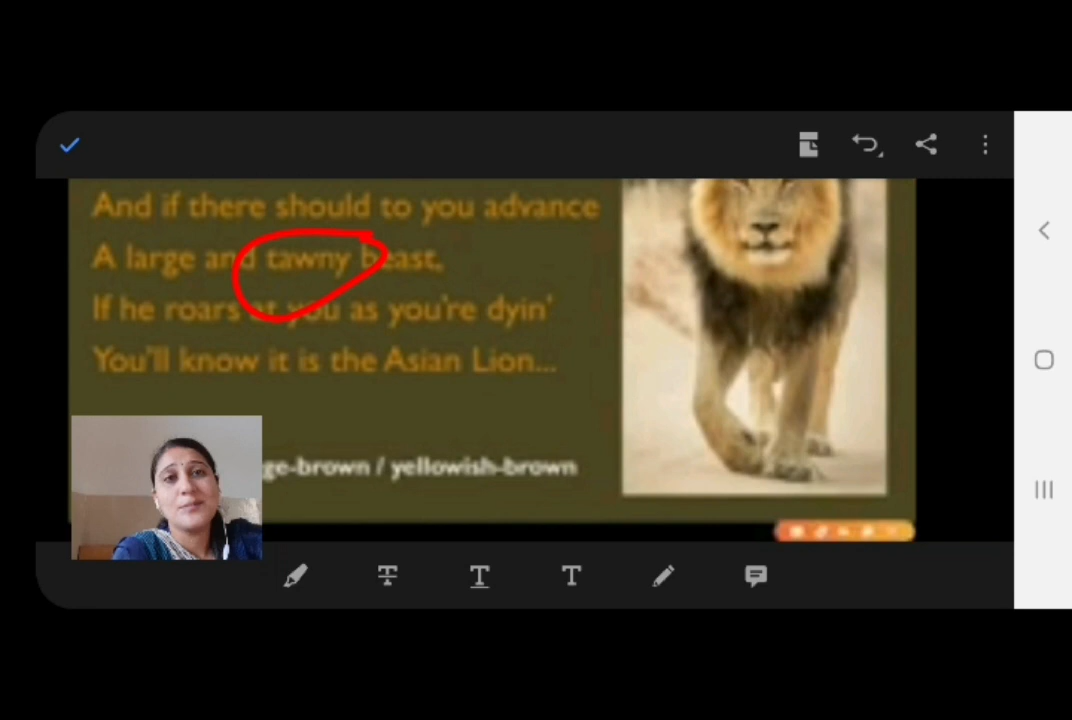 And if there should to you advance
A large and tawny beast,
If he roars at you as you're dyin'
You'll know it is the Asian Lion...
ge-brown / yellowish-brown